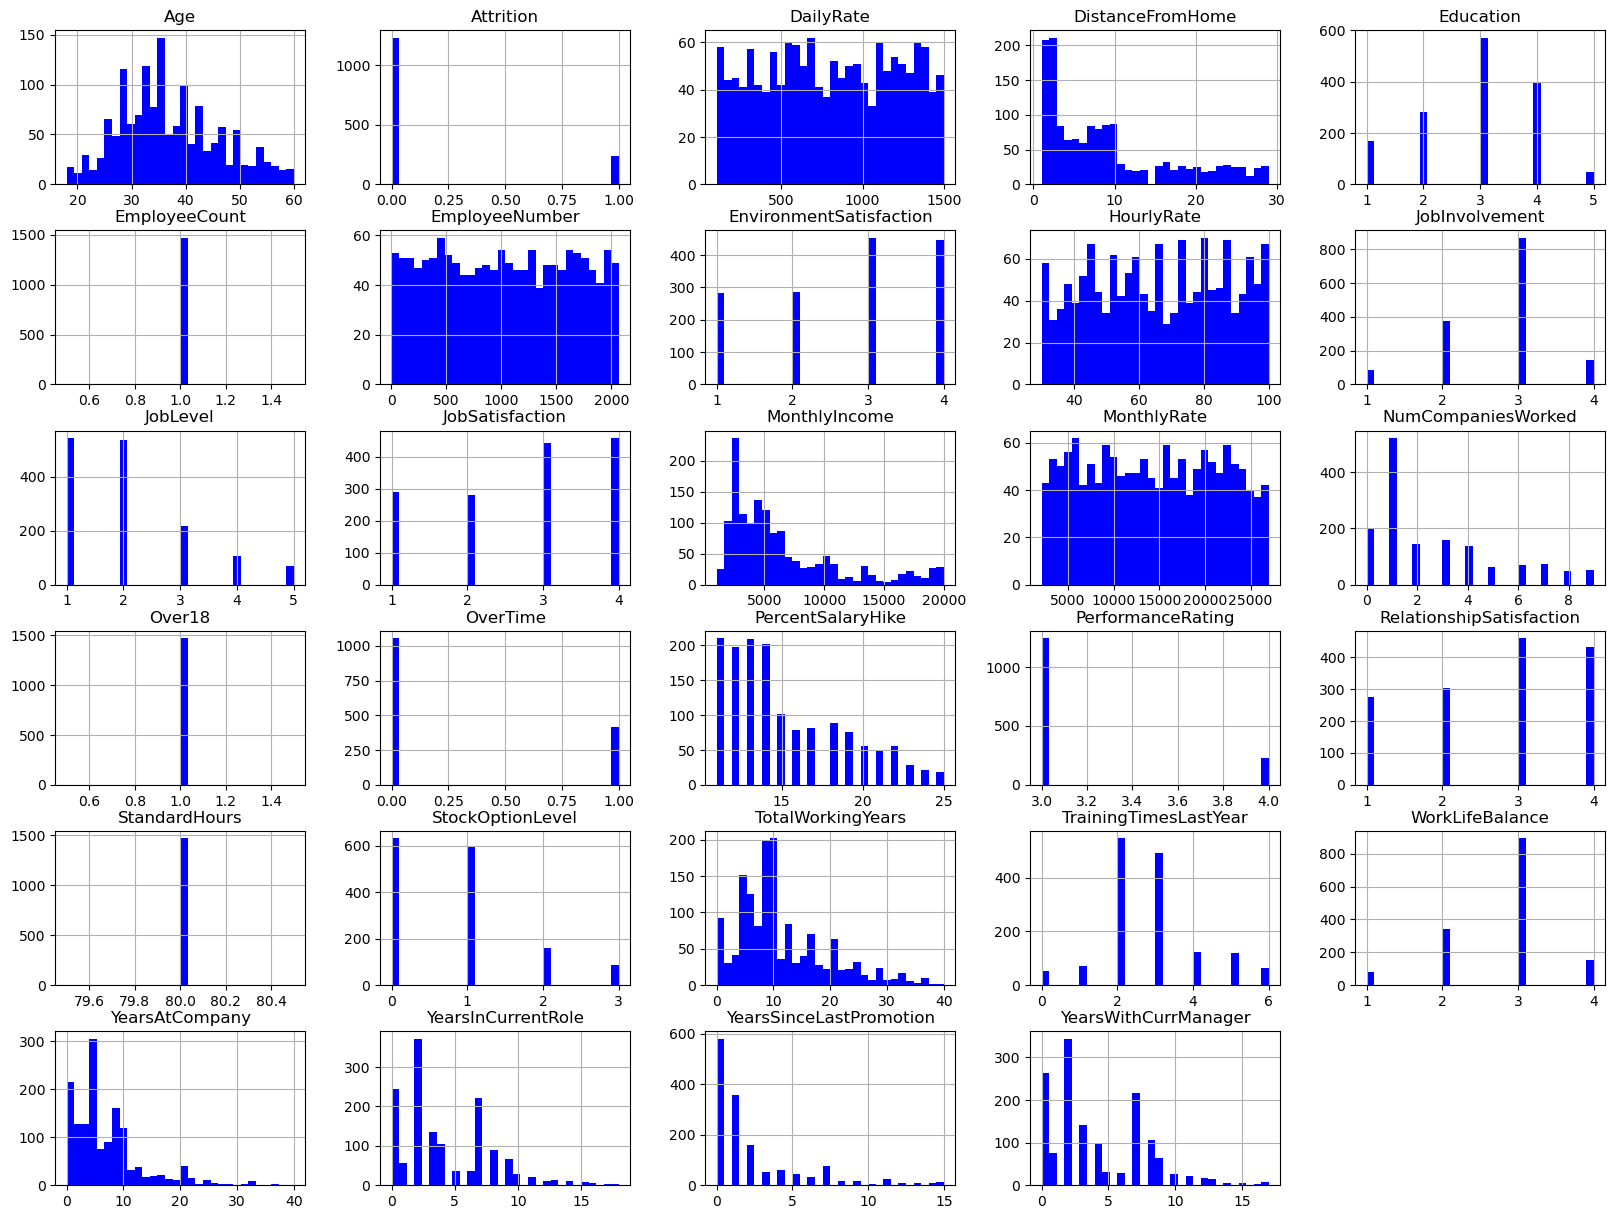 Age Attrition DailyRate DistanceFromHome Education
150 100 50 0 1000 500 0 60 40 20 0 200 150 100 50 0 600 400 200 0
20 30 40 50 60 0.00 0.25 0.50 0.75 1.00 500 1000 1500 0 10 20 30 1 2 3 4 5
EmployeeCount EmployeeNumber EnvironmentSatisfaction HourlyRate JobInvolvement
1500 1000 500 0 60 40 20 0 400 300 200 100 0 60 40 20 0 800 600 400 200 0
0.6 0.8 1.0 1.2 1.4 0 500 1000 1500 2000 1 2 3 4 40 60 80 100 1 2 3 4
JobLevel JobSatisfaction MonthlyIncome MonthlyRate NumCompaniesWorked
400 200 0 400 300 200 100 0 200 150 100 50 0 60 40 20 0 400 200 0
1 2 3 4 5 1 2 3 4 5000 10000 15000 20000 5000 10000 15000 20000 25000 0 2 4 6 8
Over18 OverTime PercentSalaryHike PerformanceRating RelationshipSatisfaction
1500 1000 500 0 1000 750 500 250 0 200 150 100 50 0 1000 500 0 400 300 200 100 0
0.6 0.8 1.0 1.2 1.4 0.00 0.25 0.50 0.75 1.00 15 20 25 3.0 3.2 3.4 3.6 3.8 4.0 1 2 3 4
StandardHours StockOptionLevel TotalWorkingYears TrainingTimesLastYear WorkLifeBalance
1500 1000 500 0 600 400 200 0 200 150 100 50 0 400 200 0 800 600 400 200 0
79.6 79.8 80.0 80.2 80.4 0 1 2 3 0 10 20 30 40 0 2 4 6 1 2 3 4
YearsAtCompany YearsInCurrentRole YearsSinceLastPromotion YearsWithCurrManager
300 200 100 0 300 200 100 0 600 400 200 0 300 200 100 0
0 10 20 30 40 0 5 10 15 0 5 10 15 0 5 10 15